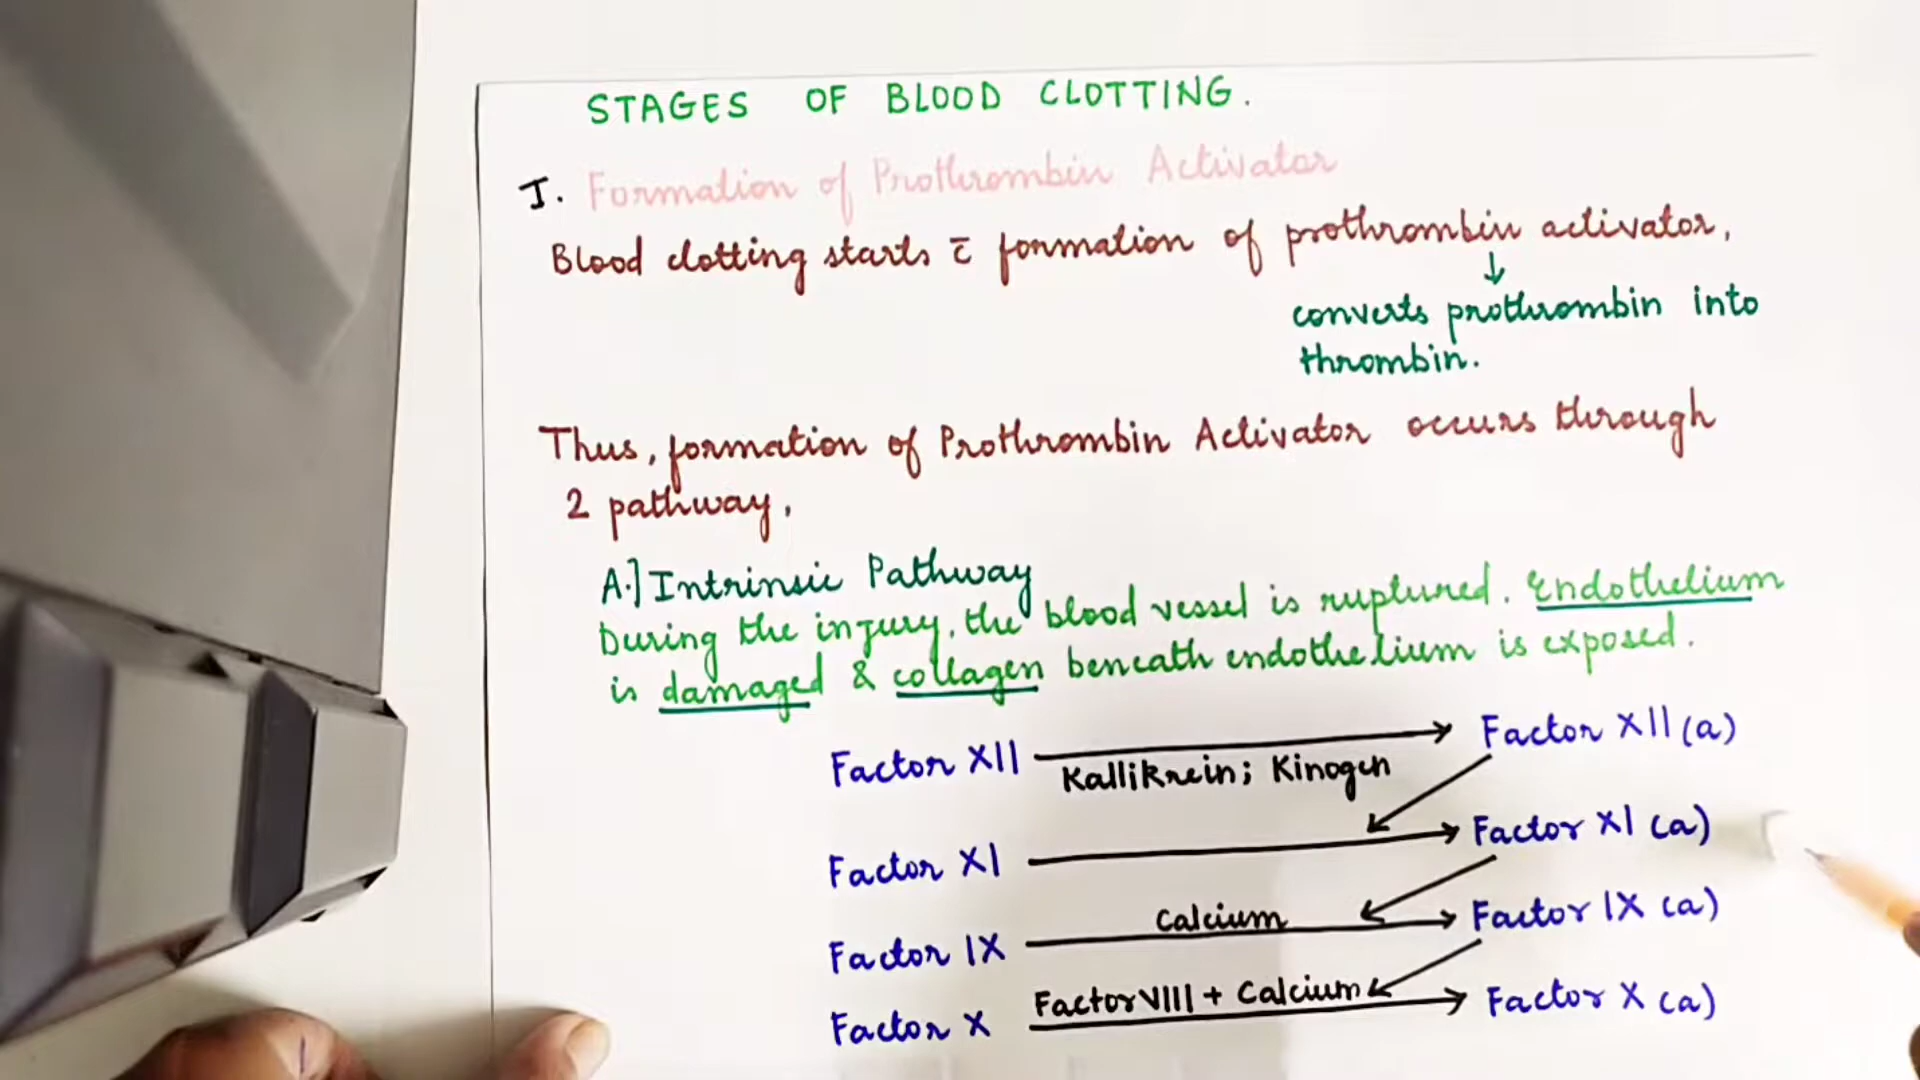 STAGES OF BLOOD CLOTTING.
I. Formation of Prothrombin Activator
Blood clotting starts c̄ formation of prothrombin activator,
↓
converts prothrombin into
thrombin.
Thus, formation of Prothrombin Activator occurs through
2 pathway,
A.] Intrinsic Pathway
During the injury, the blood vessel is ruptured. Endothelium
is damaged & collagen beneath endothelium is exposed.
Factor XII → Factor XII (a)
Kallikrein; Kinogen
Factor XI → Factor XI (a)
Calcium
Factor IX → Factor IX (a)
Factor VIII + Calcium
Factor X → Factor X (a)